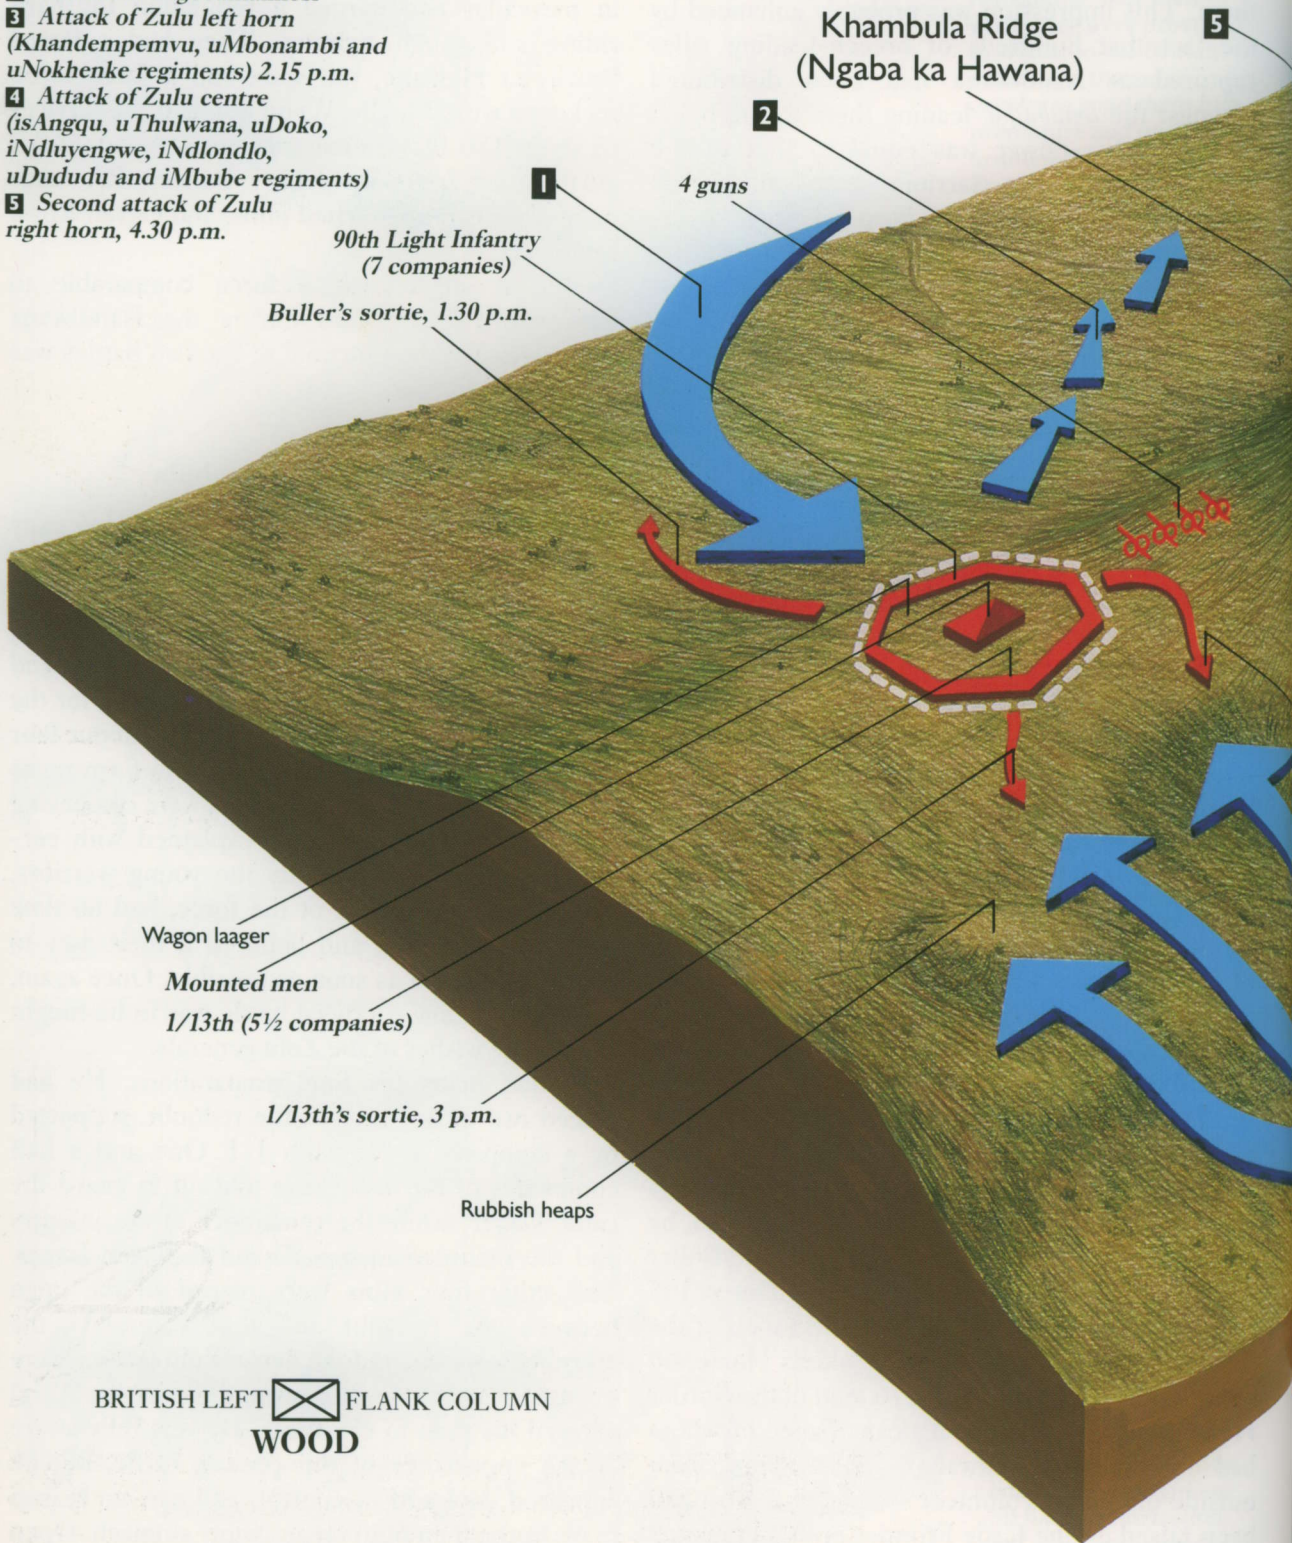 3 Attack of Zulu left horn
(Khandempemvu, uMbonambi and
uNokhenke regiments) 2.15 p.m.
4 Attack of Zulu centre
(isAngqu, uThulwana, uDoko,
iNdluyengwe, iNdlondlo,
uDududu and iMbube regiments)
5 Second attack of Zulu
right horn, 4.30 p.m.
Khambula Ridge
(Ngaba ka Hawana)
5
2
1
4 guns
90th Light Infantry
(7 companies)
Buller's sortie, 1.30 p.m.
Wagon laager
Mounted men
1/13th (5½ companies)
1/13th's sortie, 3 p.m.
Rubbish heaps
BRITISH LEFT FLANK COLUMN
WOOD